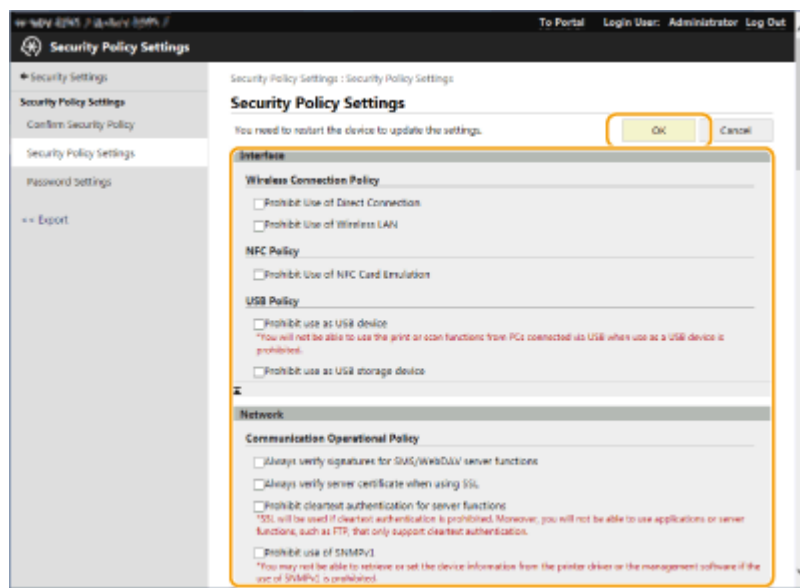 To Portal Login User: Administrator Log Out
Security Policy Settings
Security Settings
Security Policy Settings
Confirm Security Policy
Security Policy Settings
Password Settings
<< Export
Security Policy Settings : Security Policy Settings
Security Policy Settings
You need to restart the device to update the settings.
OK Cancel
Interface
Wireless Connection Policy
Prohibit Use of Direct Connection
Prohibit Use of Wireless LAN
NFC Policy
Prohibit Use of NFC Card Emulation
USB Policy
Prohibit use as USB device
*You will not be able to use the print or scan functions from PCs connected via USB when use as a USB device is
prohibited.
Prohibit use as USB storage device
Network
Communication Operational Policy
Always verify signatures for SMS/WebDAV server functions
Always verify server certificate when using SSL
Prohibit cleartext authentication for server functions
*SSL will be used if cleartext authentication is prohibited. Moreover, you will not be able to use applications or server
functions, such as FTP, that only support cleartext authentication.
Prohibit use of SNMPv1
*You may not be able to retrieve or set the device information from the printer driver or the management software if the
use of SNMPv1 is prohibited.